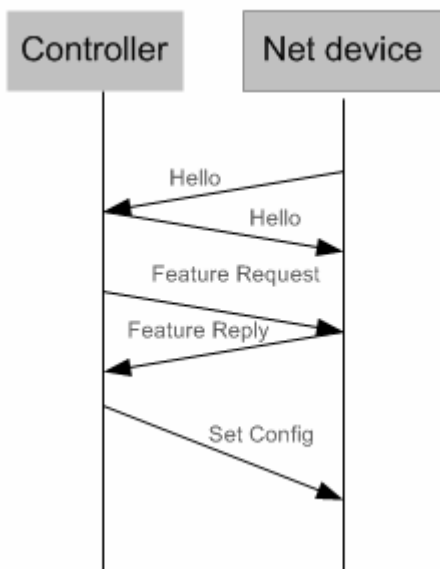 Controller
Net device
Hello
Hello
Feature Request
Feature Reply
Set Config